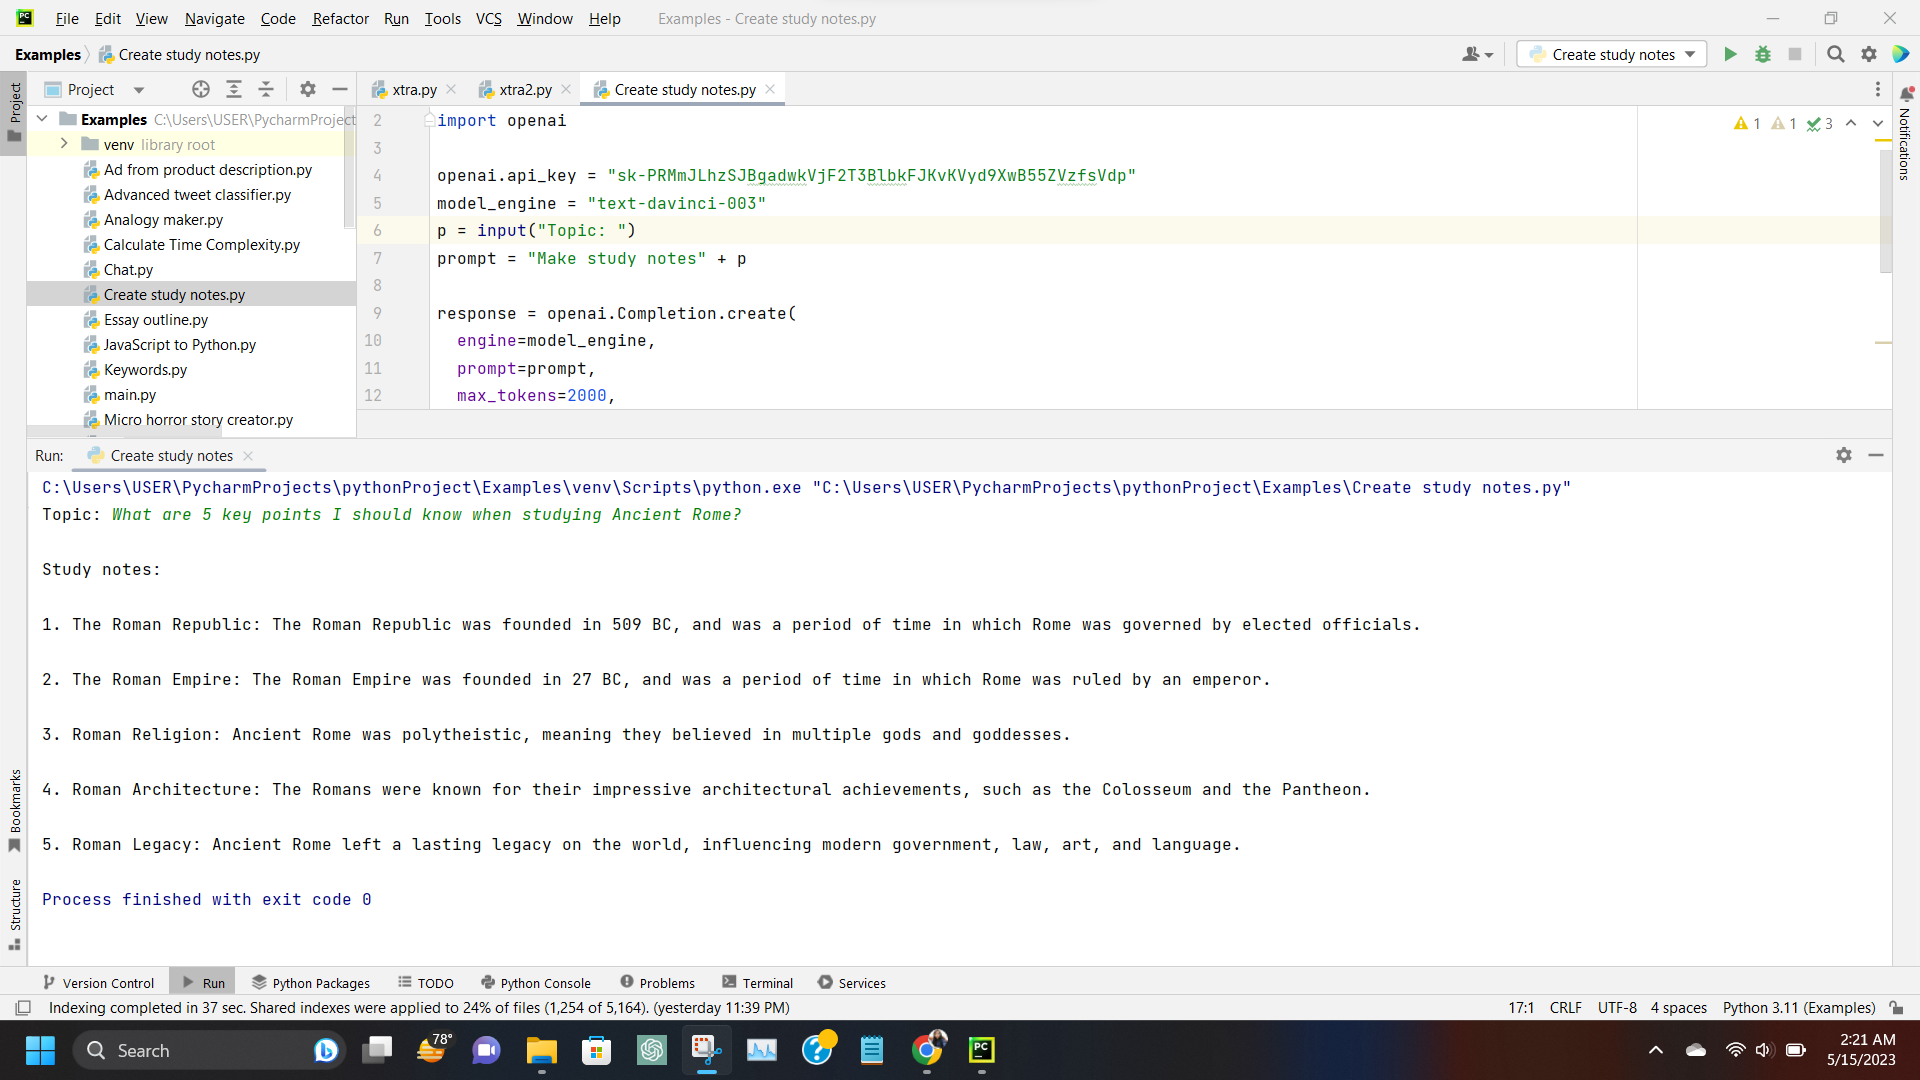 File Edit View Navigate Code Refactor Run Tools VCS Window Help Examples - Create study notes.py
Examples Create study notes.py
Create study notes
Project
xtra.py
xtra2.py
Create study notes.py
Project
Notifications
Examples C:\Users\USER\PycharmProject
venv library root
Ad from product description.py
Advanced tweet classifier.py
Analogy maker.py
Calculate Time Complexity.py
Chat.py
Create study notes.py
Essay outline.py
JavaScript to Python.py
Keywords.py
main.py
Micro horror story creator.py
2 import openai
3
4 openai.api_key = "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"
5 model_engine = "text-davinci-003"
6 p = input("Topic: ")
7 prompt = "Make study notes" + p
8
9 response = openai.Completion.create(
10 engine=model_engine,
11 prompt=prompt,
12 max_tokens=2000,
1 1 3
Run: Create study notes
C:\Users\USER\PycharmProjects\pythonProject\Examples\venv\Scripts\python.exe "C:\Users\USER\PycharmProjects\pythonProject\Examples\Create study notes.py"
Topic: What are 5 key points I should know when studying Ancient Rome?
Study notes:
1. The Roman Republic: The Roman Republic was founded in 509 BC, and was a period of time in which Rome was governed by elected officials.
2. The Roman Empire: The Roman Empire was founded in 27 BC, and was a period of time in which Rome was ruled by an emperor.
3. Roman Religion: Ancient Rome was polytheistic, meaning they believed in multiple gods and goddesses.
4. Roman Architecture: The Romans were known for their impressive architectural achievements, such as the Colosseum and the Pantheon.
5. Roman Legacy: Ancient Rome left a lasting legacy on the world, influencing modern government, law, art, and language.
Process finished with exit code 0
Bookmarks
Structure
Version Control Run Python Packages TODO Python Console Problems Terminal Services
Indexing completed in 37 sec. Shared indexes were applied to 24% of files (1,254 of 5,164). (yesterday 11:39 PM) 17:1 CRLF UTF-8 4 spaces Python 3.11 (Examples)
Search
78°
PC
2:21 AM
5/15/2023